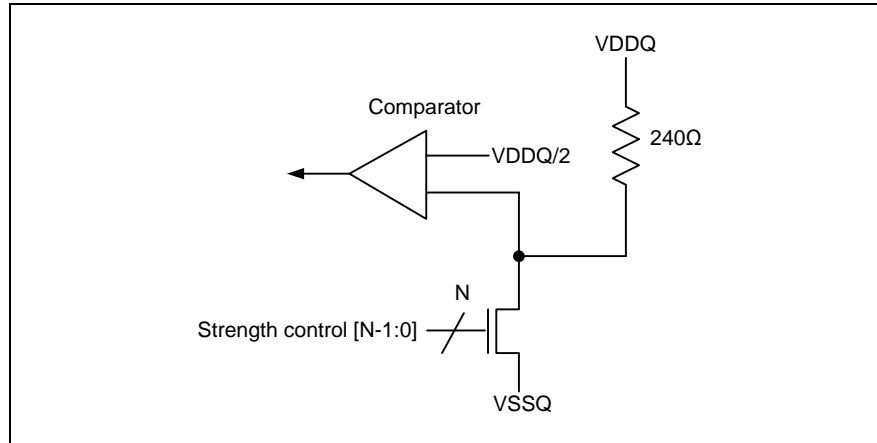 VDDQ
Comparator
240Ω
VDDQ/2
N
Strength control [N-1:0]
VSSQ